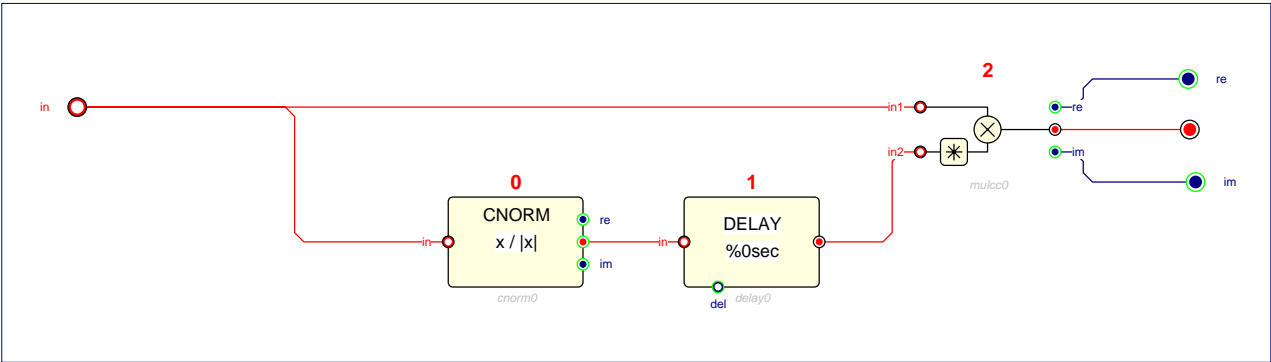 2
re
in
in1
re
in2
im
mulcc0
0
1
im
CNORM
x / |x|
re
in
im
cnorm0
DELAY
%0sec
in
del
delay0